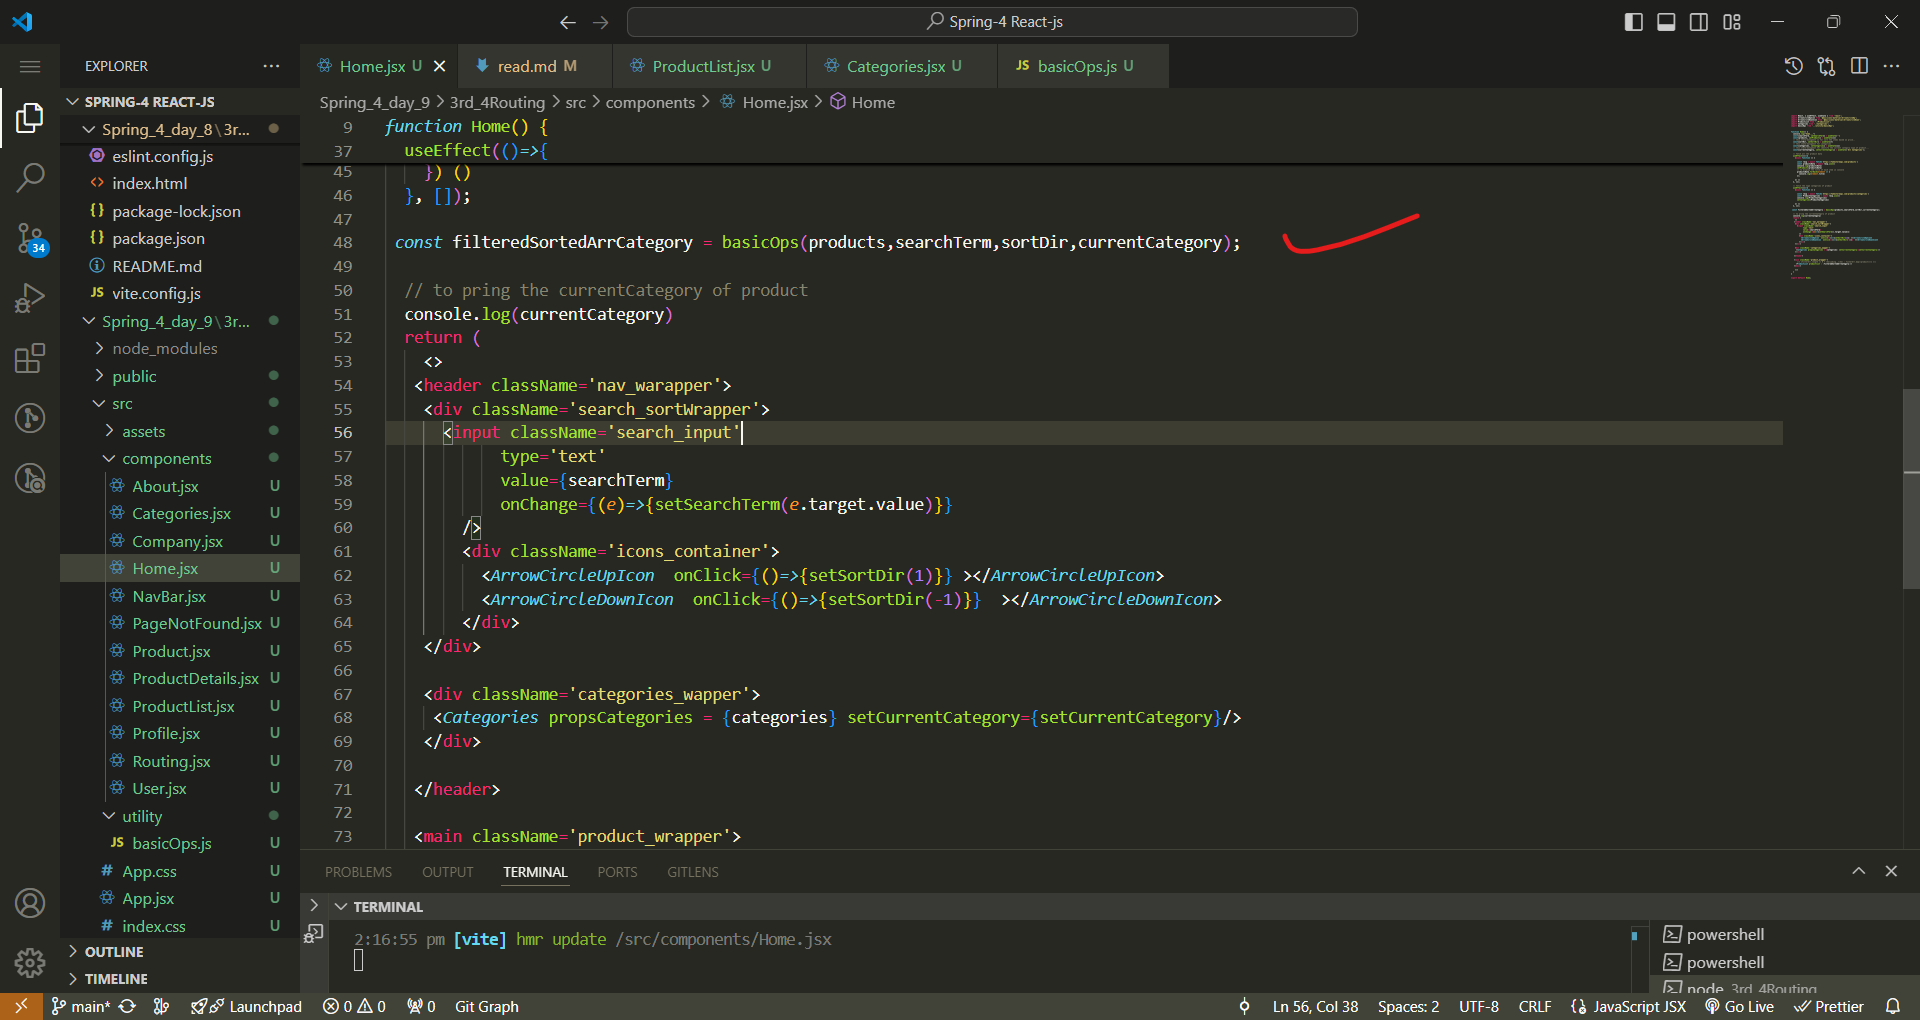 Spring-4 React-js
EXPLORER
SPRING-4 REACT-JS
Spring_4_day_8\3r...
eslint.config.js
index.html
package-lock.json
package.json
README.md
vite.config.js
Spring_4_day_9\3r...
node_modules
public
src
assets
components
About.jsx U
Categories.jsx U
Company.jsx U
Home.jsx U
NavBar.jsx U
PageNotFound.jsx U
Product.jsx U
ProductDetails.jsx U
ProductList.jsx U
Profile.jsx U
Routing.jsx U
User.jsx U
utility
JS basicOps.js U
# App.css U
App.jsx U
# index.css U
OUTLINE
TIMELINE
34
Home.jsx U
read.md M
ProductList.jsx U
Categories.jsx U
JS basicOps.js U
Spring_4_day_9 > 3rd_4Routing > src > components > Home.jsx > Home
9 function Home() {
37 useEffect(()=>{
45 }) ()
46 }, []);
47
48 const filteredSortedArrCategory = basicOps(products,searchTerm,sortDir,currentCategory);
49
50 // to pring the currentCategory of product
51 console.log(currentCategory)
52 return (
53 <>
54 <header className='nav_warapper'>
55 <div className='search_sortWrapper'>
56 <input className='search_input'
57 type='text'
58 value={searchTerm}
59 onChange={(e)=>{setSearchTerm(e.target.value)}}
60 />
61 <div className='icons_container'>
62 <ArrowCircleUpIcon  onClick={()=>{setSortDir(1)}} ></ArrowCircleUpIcon>
63 <ArrowCircleDownIcon  onClick={()=>{setSortDir(-1)}}  ></ArrowCircleDownIcon>
64 </div>
65 </div>
66
67 <div className='categories_wapper'>
68 <Categories propsCategories = {categories} setCurrentCategory={setCurrentCategory}/>
69 </div>
70
71 </header>
72
73 <main className='product_wrapper'>
PROBLEMS OUTPUT TERMINAL PORTS GITLENS
TERMINAL
2:16:55 pm [vite] hmr update /src/components/Home.jsx
powershell
powershell
node 3rd_4Routing
main* Launchpad 0 0 0 Git Graph
Ln 56, Col 38 Spaces: 2 UTF-8 CRLF {} JavaScript JSX Go Live Prettier